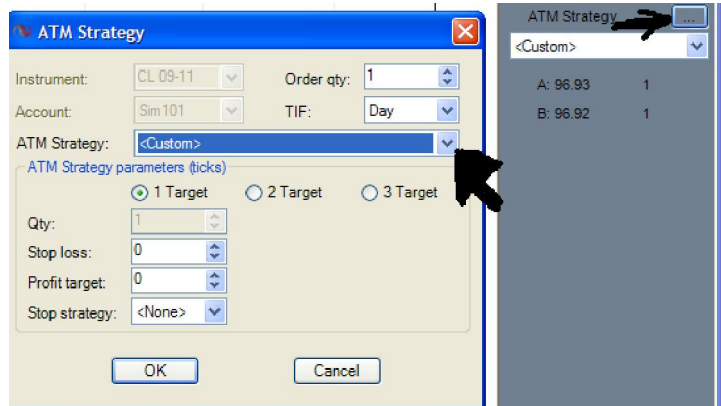 ATM Strategy
Instrument: CL 09-11 Order qty: 1
Account: Sim101 TIF: Day
ATM Strategy: <Custom>
ATM Strategy parameters (ticks)
1 Target 2 Target 3 Target
Qty: 1
Stop loss: 0
Profit target: 0
Stop strategy: <None>
OK Cancel
ATM Strategy ...
<Custom>
A: 96.93 1
B: 96.92 1